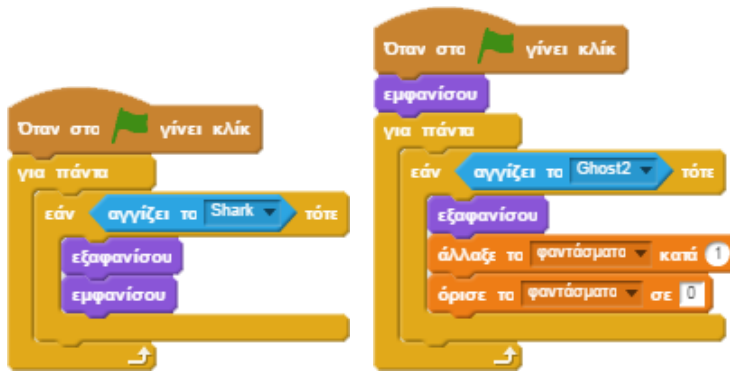 Όταν στο γίνει κλίκ
για πάντα
εάν αγγίζει το Shark τότε
εξαφανίσου
εμφανίσου
Όταν στο γίνει κλίκ
εμφανίσου
για πάντα
εάν αγγίζει το Ghost2 τότε
εξαφανίσου
άλλαξε το φαντάσματα κατά 1
όρισε το φαντάσματα σε 0